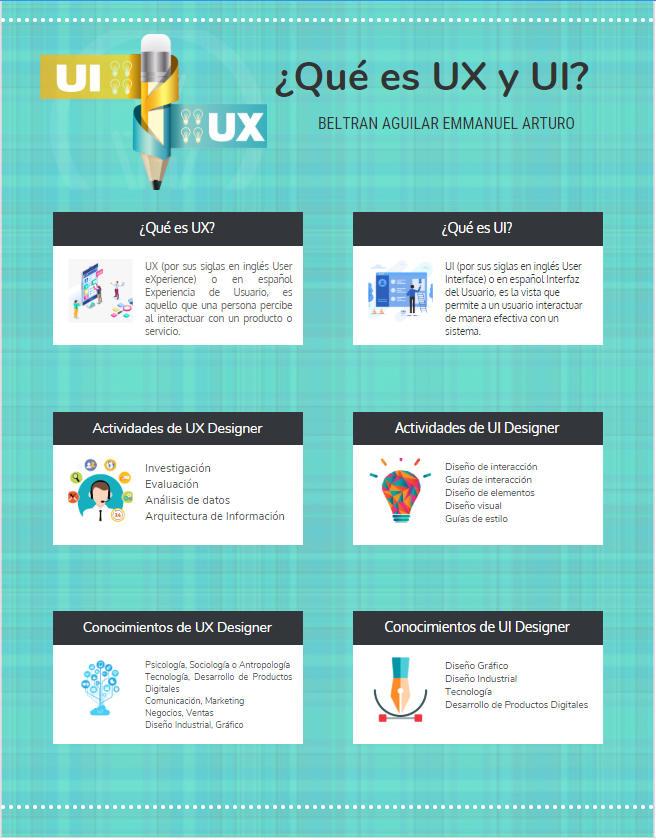 UI
UX
¿Qué es UX y UI?
BELTRAN AGUILAR EMMANUEL ARTURO
¿Qué es UX?
UX (por sus siglas en inglés User
eXperience) o en español
Experiencia de Usuario, es
aquello que una persona percibe
al interactuar con un producto o
servicio.
¿Qué es UI?
UI (por sus siglas en inglés User
Interface) o en español Interfaz
del Usuario, es la vista que
permite a un usuario interactuar
de manera efectiva con un
sistema.
Actividades de UX Designer
Investigación
Evaluación
Análisis de datos
Arquitectura de Información
Actividades de UI Designer
Diseño de interacción
Guías de interacción
Diseño de elementos
Diseño visual
Guías de estilo
Conocimientos de UX Designer
Psicología, Sociología o Antropología
Tecnología, Desarrollo de Productos
Digitales
Comunicación, Marketing
Negocios, Ventas
Diseño Industrial, Gráfico
Conocimientos de UI Designer
Diseño Gráfico
Diseño Industrial
Tecnología
Desarrollo de Productos Digitales